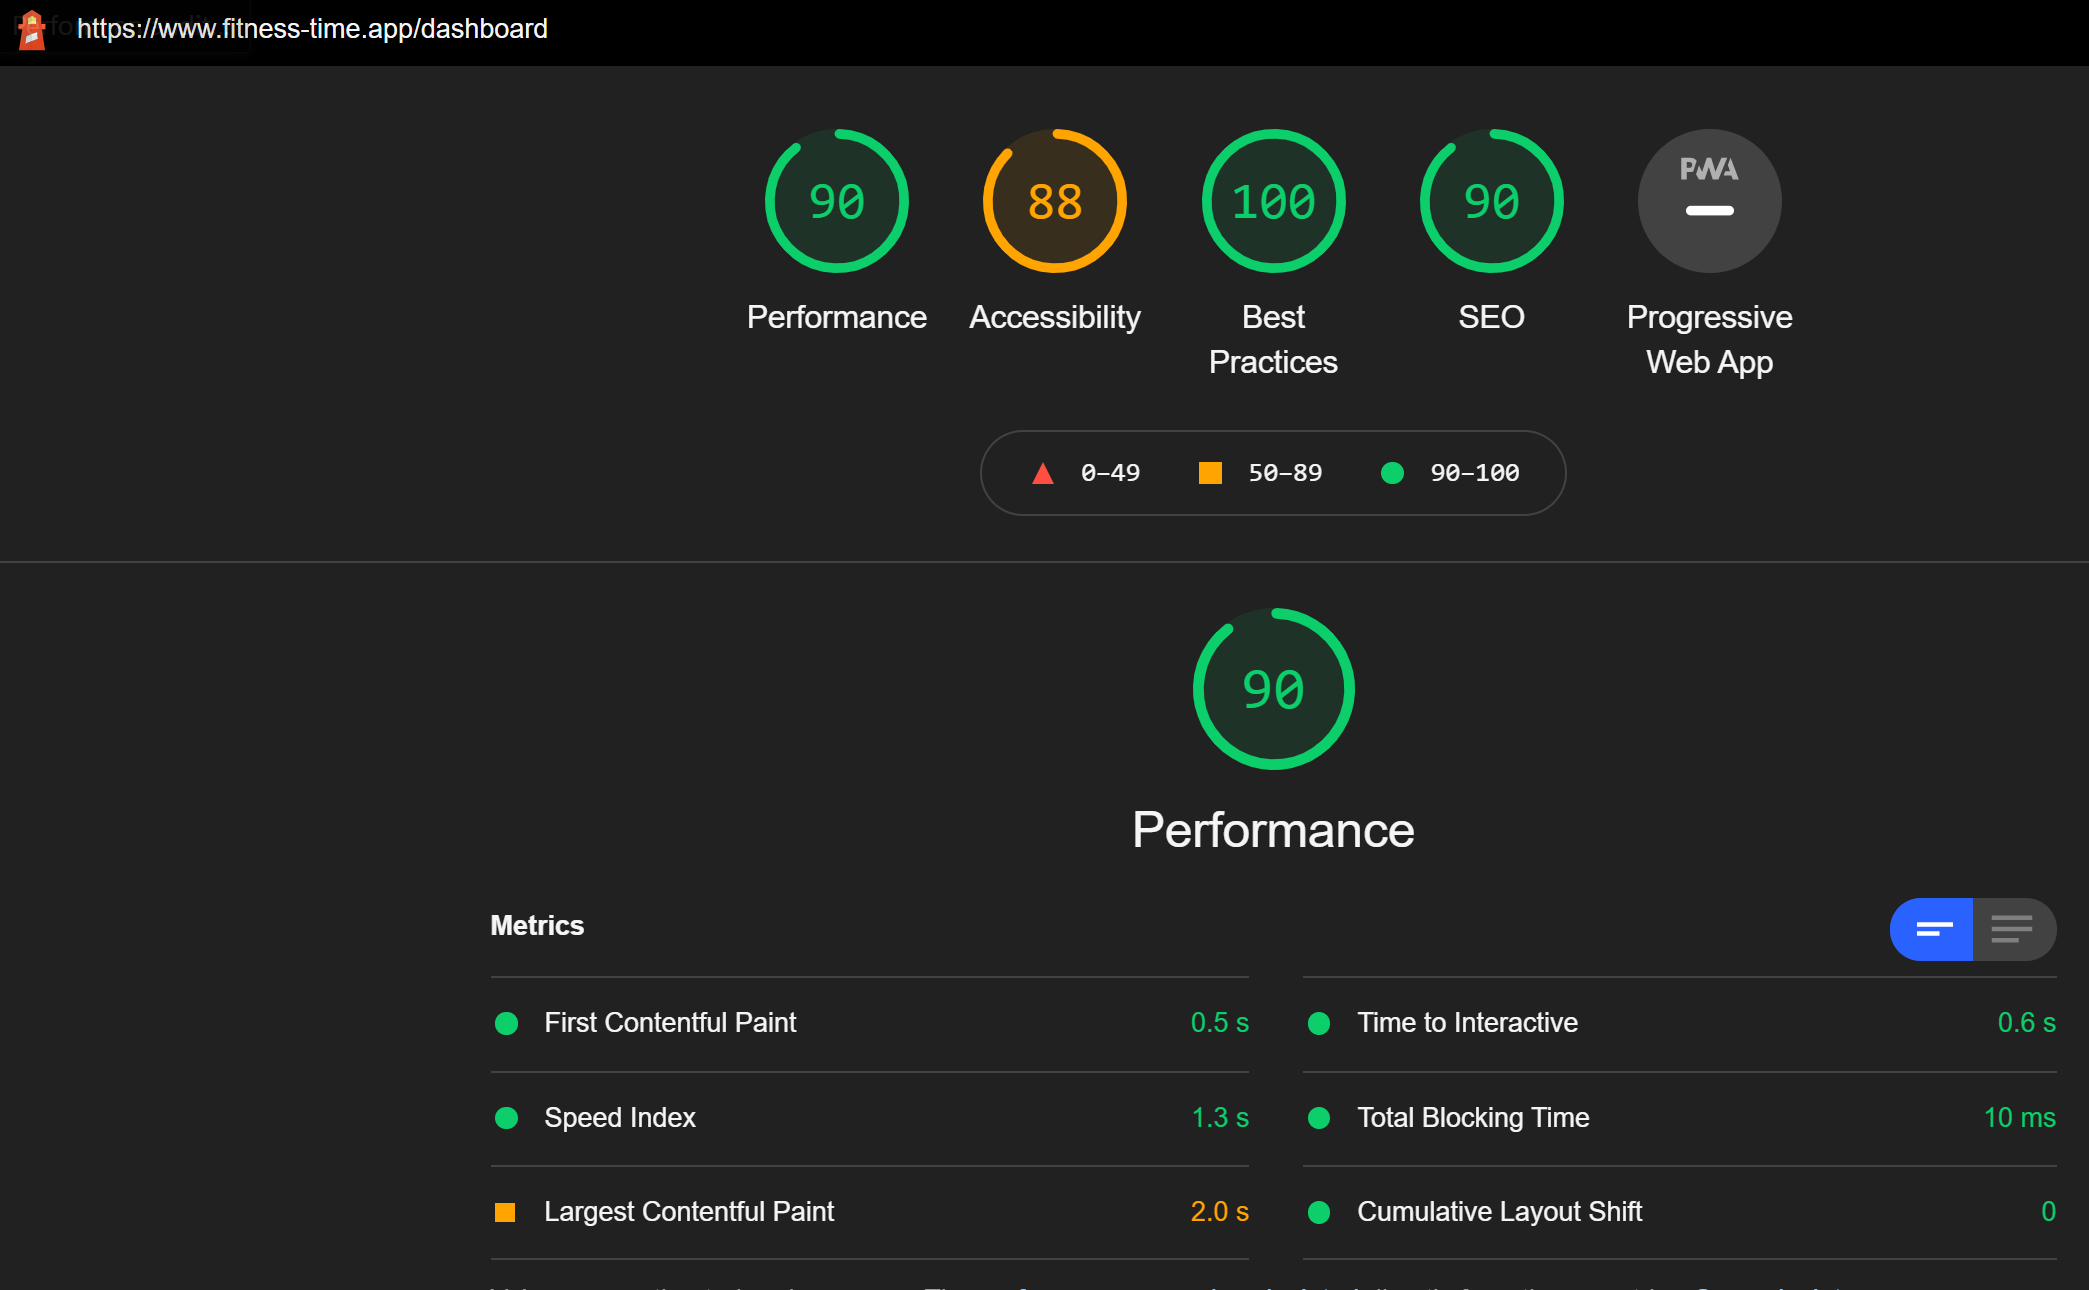 https://www.fitness-time.app/dashboard
90
88
100
90
PWA
Performance
Accessibility
Best
Practices
SEO
Progressive
Web App
0–49
50–89
90–100
90
Performance
Metrics
First Contentful Paint
0.5 s
Time to Interactive
0.6 s
Speed Index
1.3 s
Total Blocking Time
10 ms
Largest Contentful Paint
2.0 s
Cumulative Layout Shift
0